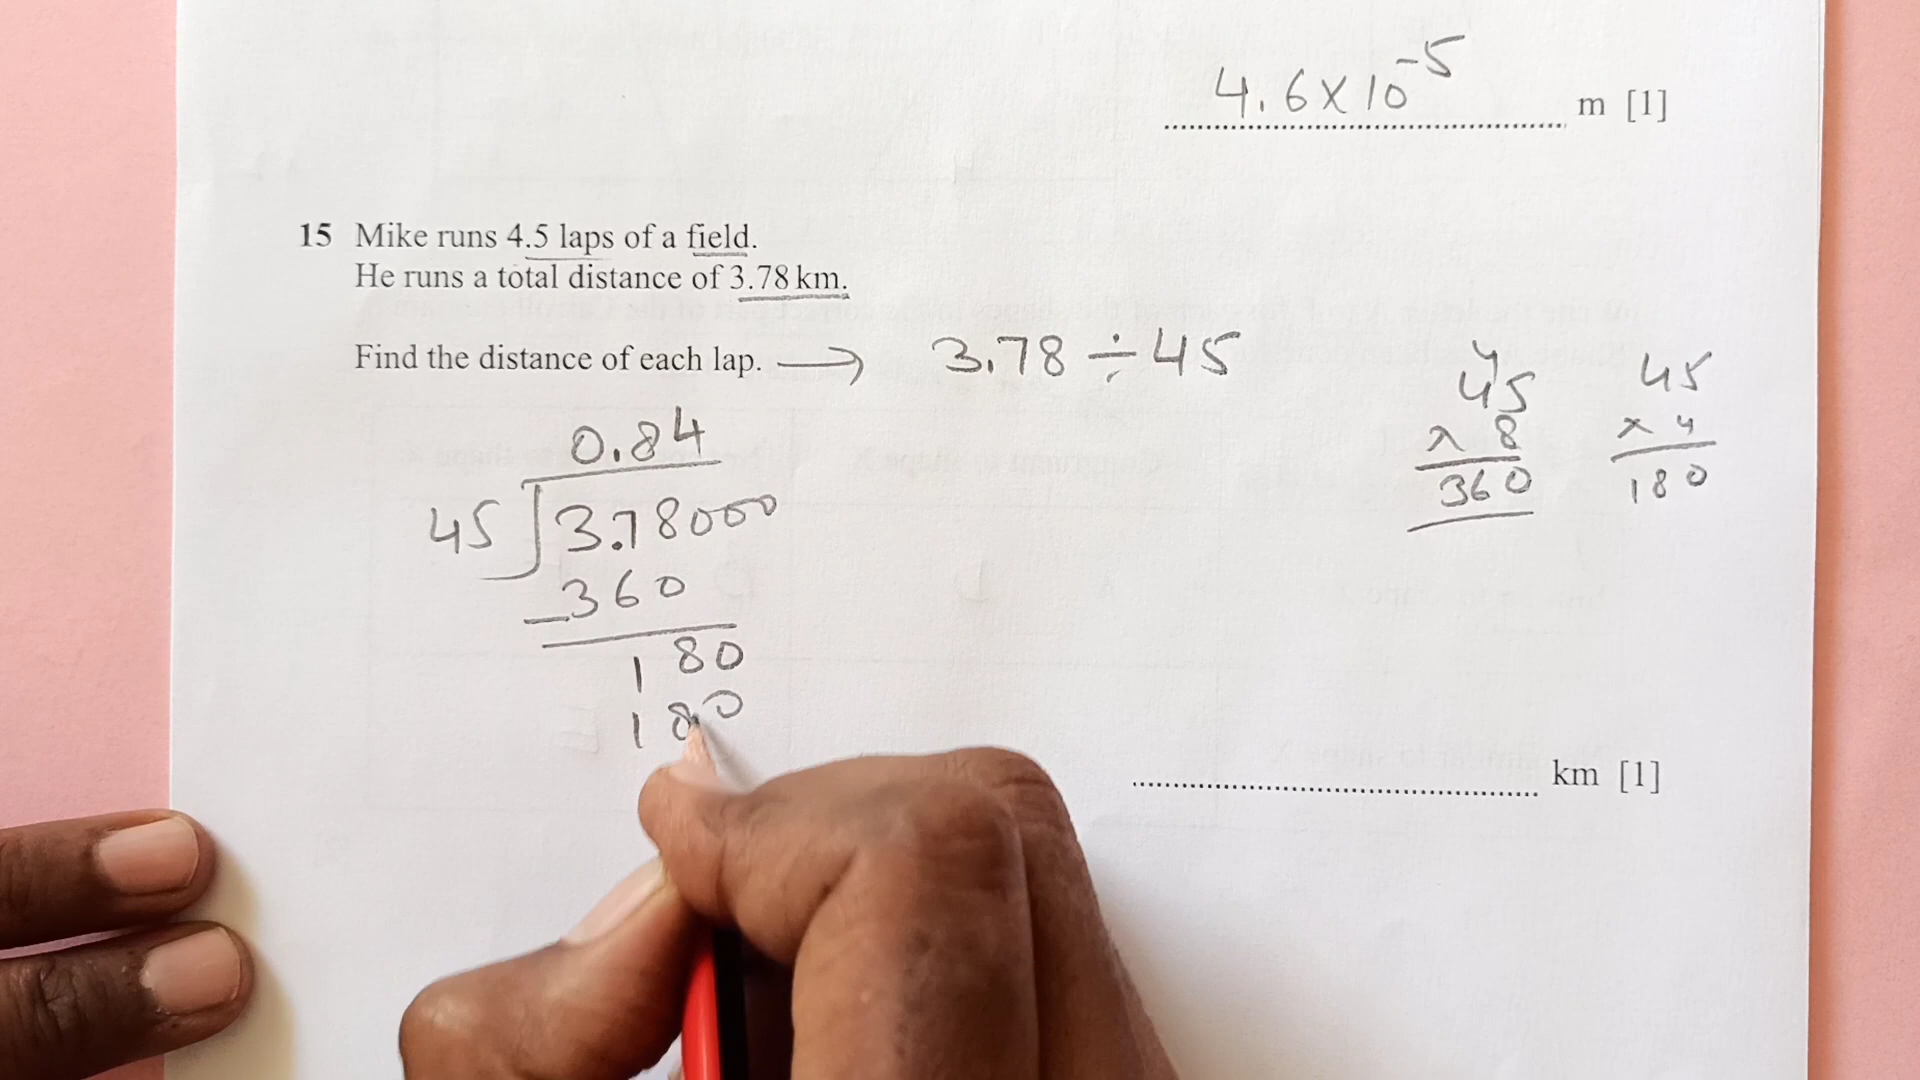 4.6×10⁻⁵ m [1]
15 Mike runs 4.5 laps of a field.
He runs a total distance of 3.78 km.
Find the distance of each lap. → 3.78 ÷ 45
0.84
45 3.78000
– 360
180
180
4
45
× 8
360
45
× 4
180
km [1]